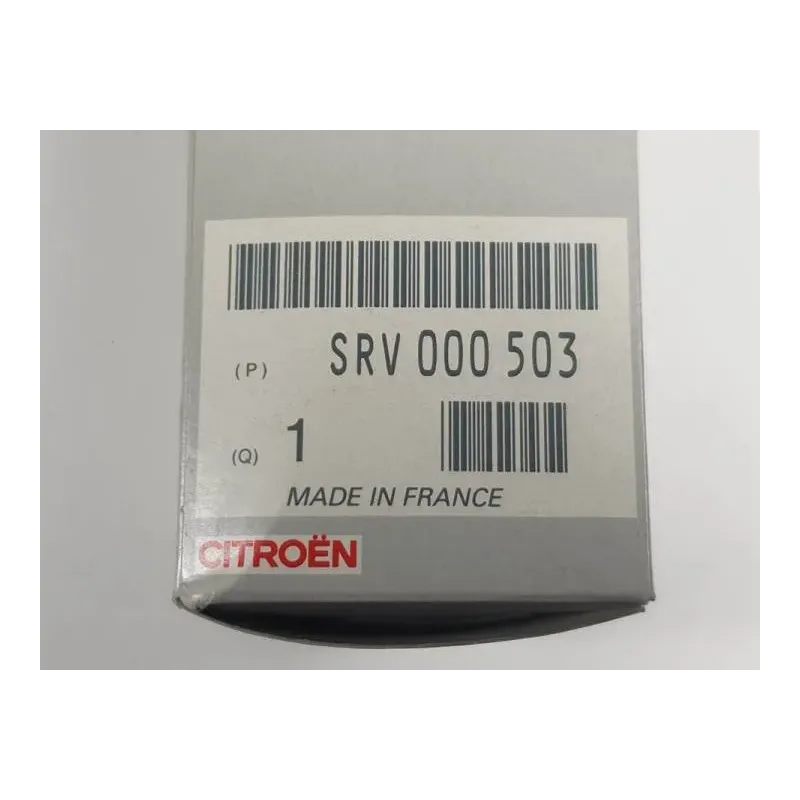 (P) SRV 000 503
(Q) 1
MADE IN FRANCE
CITROËN